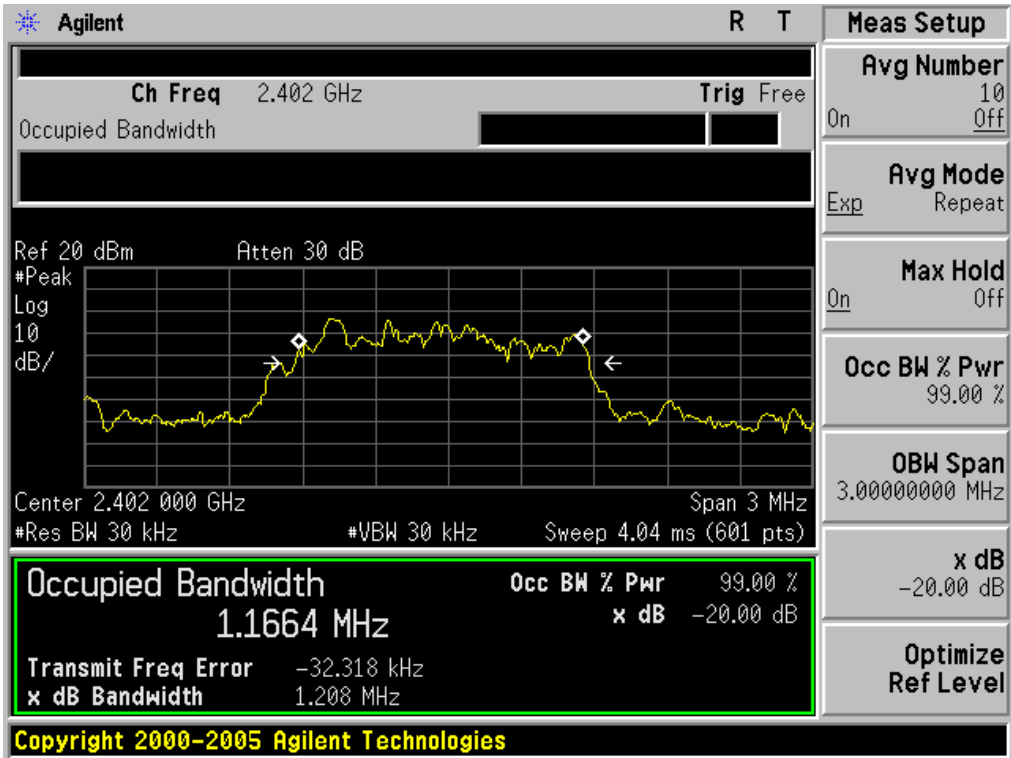 Agilent R T
Ch Freq 2.402 GHz Trig Free
Occupied Bandwidth
Ref 20 dBm Atten 30 dB
#Peak
Log
10
dB/
Center 2.402 000 GHz Span 3 MHz
#Res BW 30 kHz #VBW 30 kHz Sweep 4.04 ms (601 pts)
Occupied Bandwidth Occ BW % Pwr 99.00 %
1.1664 MHz x dB -20.00 dB
Transmit Freq Error -32.318 kHz
x dB Bandwidth 1.208 MHz
Copyright 2000-2005 Agilent Technologies
Meas Setup
Avg Number
10
On Off
Avg Mode
Exp Repeat
Max Hold
On Off
Occ BW % Pwr
99.00 %
OBW Span
3.00000000 MHz
x dB
-20.00 dB
Optimize
Ref Level